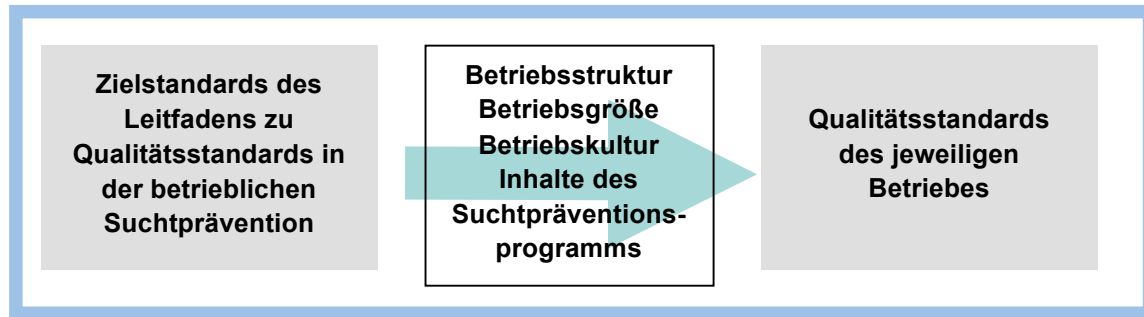 Zielstandards des
Leitfadens zu
Qualitätsstandards in
der betrieblichen
Suchtprävention
Betriebsstruktur
Betriebsgröße
Betriebskultur
Inhalte des
Suchtpräventions-
programms
Qualitätsstandards
des jeweiligen
Betriebes